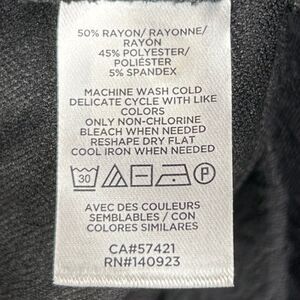 50% RAYON/ RAYONNE/
RAYÓN
45% POLYESTER/
POLIÉSTER
5% SPANDEX
MACHINE WASH COLD
DELICATE CYCLE WITH LIKE
COLORS
ONLY NON-CHLORINE
BLEACH WHEN NEEDED
RESHAPE DRY FLAT
COOL IRON WHEN NEEDED
30 P
AVEC DES COULEURS
SEMBLABLES / CON
COLORES SIMILARES
CA#57421
RN#140923